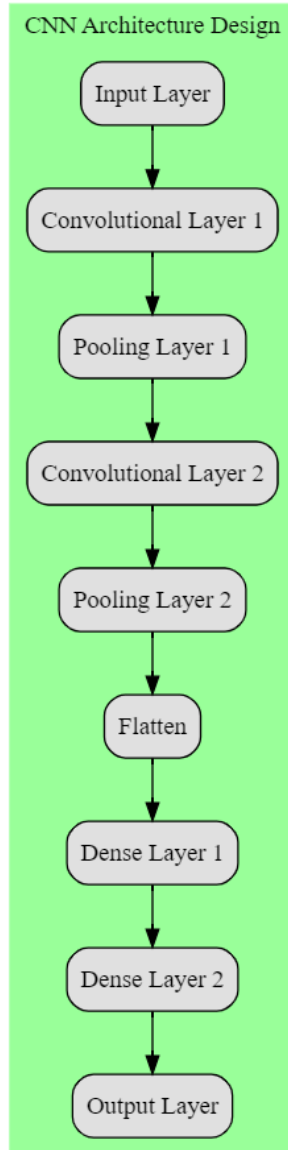 CNN Architecture Design
Input Layer
Convolutional Layer 1
Pooling Layer 1
Convolutional Layer 2
Pooling Layer 2
Flatten
Dense Layer 1
Dense Layer 2
Output Layer